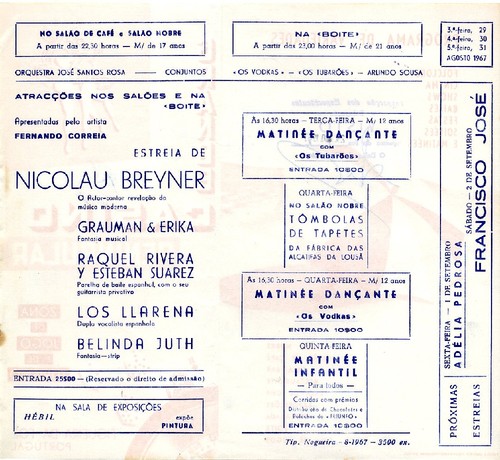 NO SALÃO DE CAFÉ e SALÃO NOBRE
A partir das 22,30 horas — M/ de 17 anos
NA «BOITE»
A partir das 23,00 horas — M/ de 21 anos
3.ª-feira, 29
4.ª-feira, 30
5.ª-feira, 31
AGOSTO 1967
ORQUESTRA JOSÉ SANTOS ROSA — CONJUNTOS «OS VODKAS» — «OS TUBARÕES» — ARLINDO SOUSA
ATRACÇÕES NOS SALÕES E NA «BOITE»
Apresentadas pelo artista
FERNANDO CORREIA
ESTREIA DE
NICOLAU BREYNER
O Actor-cantor revelação da
música moderna
GRAUMAN & ERIKA
Fantasia musical
RAQUEL RIVERA
Y ESTEBAN SUAREZ
Parelha de baile espanhol, com o seu
guitarrista privativo
LOS LLARENA
Duplo vocalista espanhola
BELINDA JUTH
Fantasia—strip
ENTRADA 25$00 — (Reservado o direito de admissão)
NA SALA DE EXPOSIÇÕES
HÉBIL expõe
PINTURA
Às 16,30 horas — TERÇA-FEIRA — M/ 12 anos
MATINÉE DANÇANTE
COM
«Os Tubarões»
ENTRADA 10$00
QUARTA-FEIRA
NO SALÃO NOBRE
TÔMBOLAS
DE TAPETES
DA FÁBRICA DAS
ALCATIFAS DA LOUSÃ
Às 16,30 horas — QUARTA-FEIRA — M/ 12 anos
MATINÉE DANÇANTE
COM
«Os Vodkas»
ENTRADA 10$00
QUINTA-FEIRA
MATINÉE
INFANTIL
— Para todos —
Corridas com prémios
Distribuição de Chocolates e
Bolachas da «TRIUNFO»
ENTRADA 10$00
Tip. Nogueira - 8-1967 — 3500 ex.
PRÓXIMAS ESTREIAS
SEXTA-FEIRA — 1 DE SETEMBRO
ADÉLIA PEDROSA
SÁBADO — 2 DE SETEMBRO
FRANCISCO JOSÉ